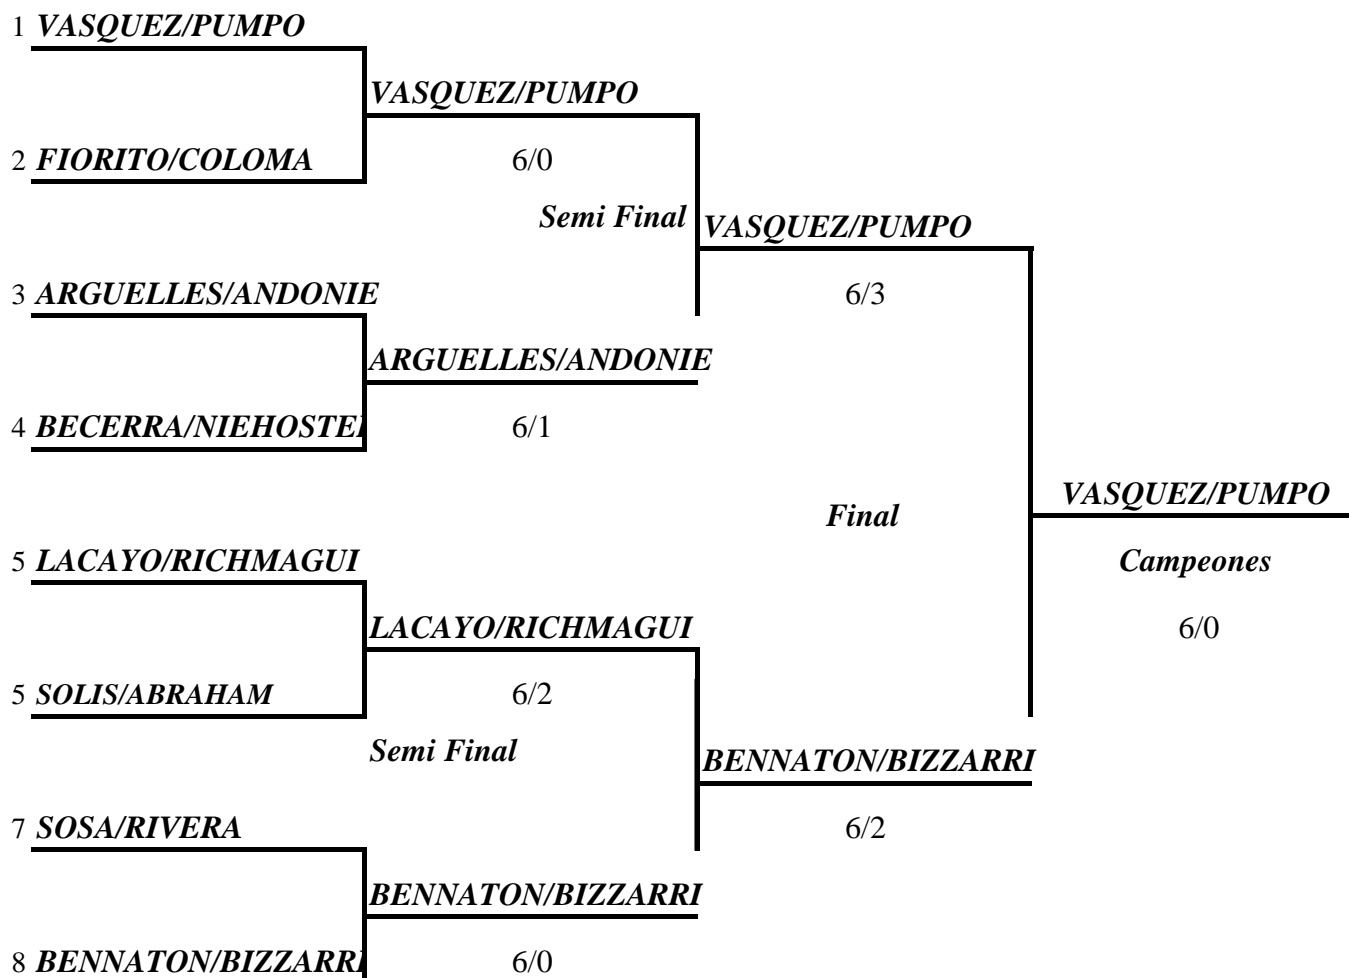 1 VASQUEZ/PUMPO
VASQUEZ/PUMPO
2 FIORITO/COLOMA
6/0
Semi Final
VASQUEZ/PUMPO
3 ARGUELLES/ANDONIE
6/3
ARGUELLES/ANDONIE
4 BECERRA/NIEHOSTE
6/1
VASQUEZ/PUMPO
Final
5 LACAYO/RICHMAGUI
Campeones
LACAYO/RICHMAGUI
6/0
5 SOLIS/ABRAHAM
6/2
Semi Final
BENNATON/BIZZARRI
7 SOSA/RIVERA
6/2
BENNATON/BIZZARRI
8 BENNATON/BIZZARRI
6/0